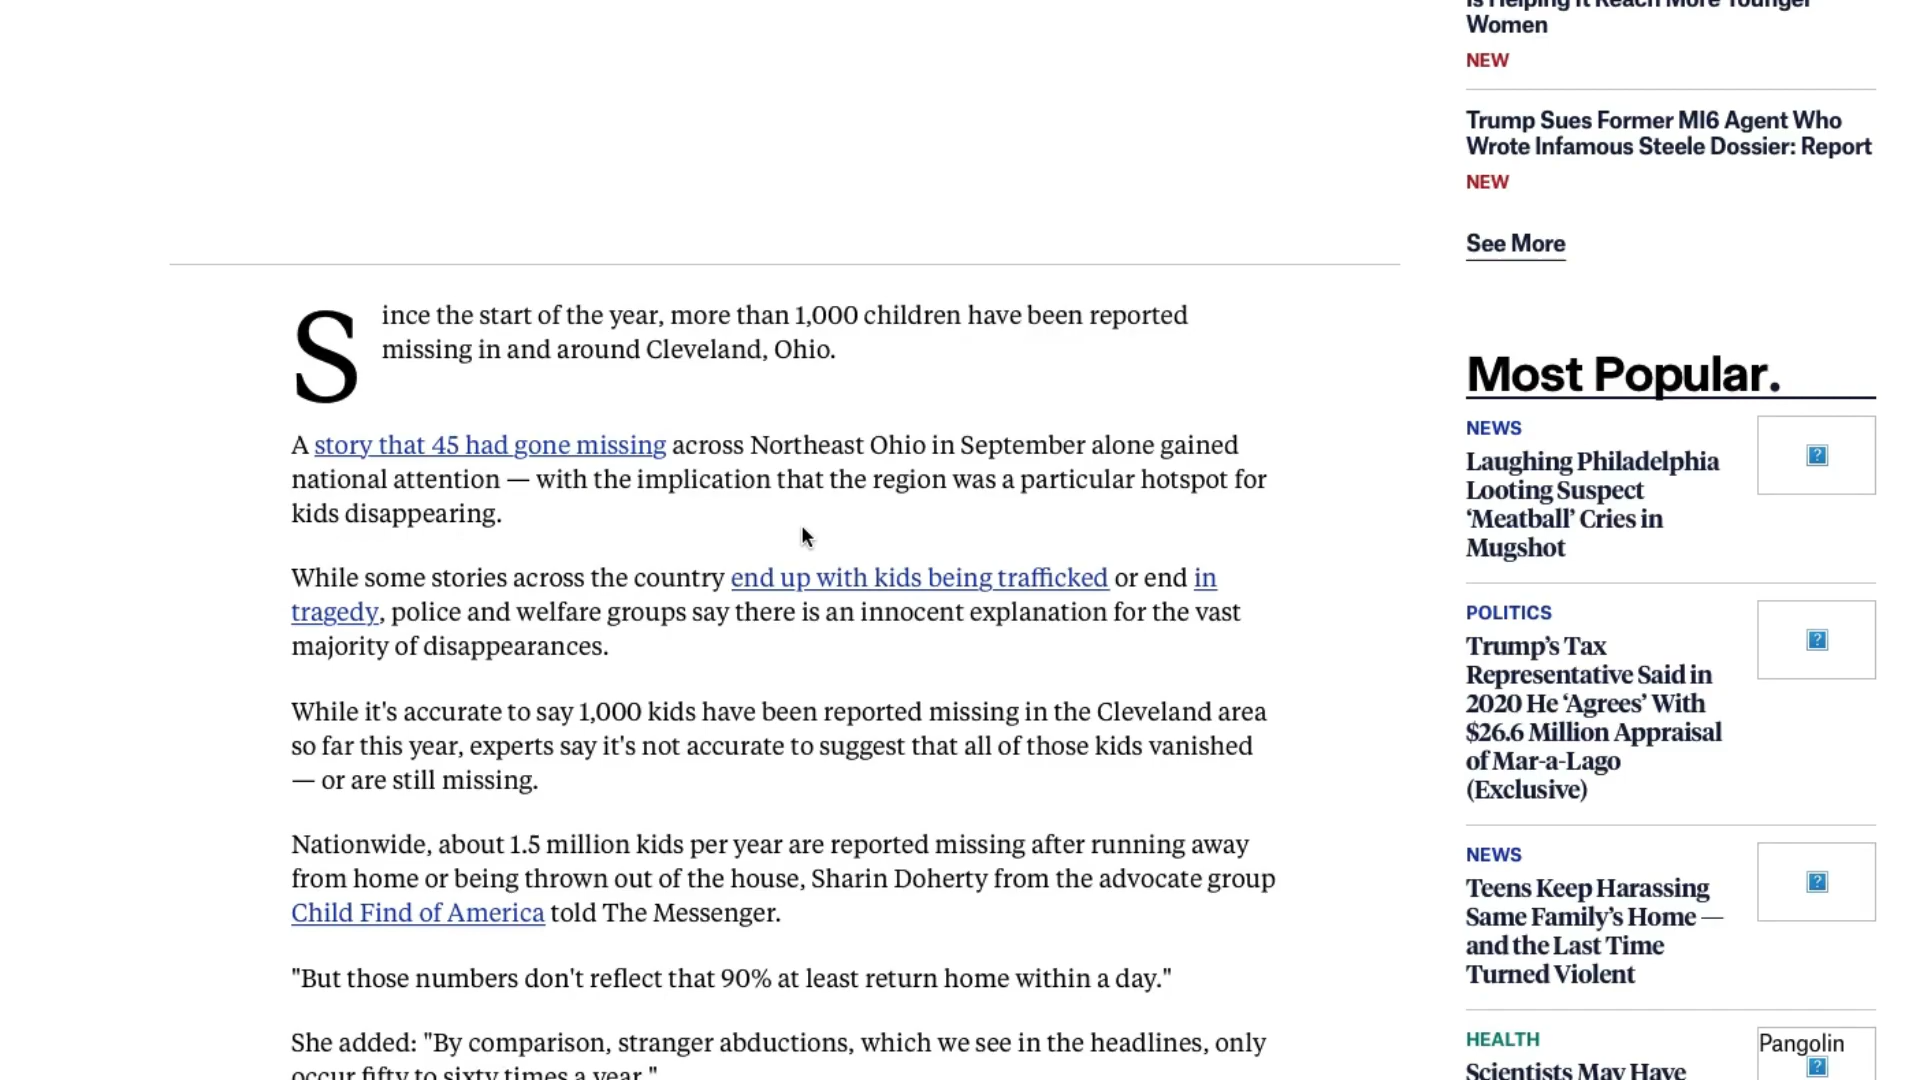 Is Helping It Reach More Younger
Women
NEW
Trump Sues Former MI6 Agent Who
Wrote Infamous Steele Dossier: Report
NEW
See More
Since the start of the year, more than 1,000 children have been reported
missing in and around Cleveland, Ohio.
A story that 45 had gone missing across Northeast Ohio in September alone gained
national attention — with the implication that the region was a particular hotspot for
kids disappearing.
While some stories across the country end up with kids being trafficked or end in
tragedy, police and welfare groups say there is an innocent explanation for the vast
majority of disappearances.
While it's accurate to say 1,000 kids have been reported missing in the Cleveland area
so far this year, experts say it's not accurate to suggest that all of those kids vanished
— or are still missing.
Nationwide, about 1.5 million kids per year are reported missing after running away
from home or being thrown out of the house, Sharin Doherty from the advocate group
Child Find of America told The Messenger.
"But those numbers don't reflect that 90% at least return home within a day."
She added: "By comparison, stranger abductions, which we see in the headlines, only
occur fifty to sixty times a year."
Most Popular.
NEWS
Laughing Philadelphia
Looting Suspect
‘Meatball’ Cries in
Mugshot
POLITICS
Trump’s Tax
Representative Said in
2020 He ‘Agrees’ With
$26.6 Million Appraisal
of Mar-a-Lago
(Exclusive)
NEWS
Teens Keep Harassing
Same Family’s Home —
and the Last Time
Turned Violent
HEALTH
Scientists May Have
Pangolin